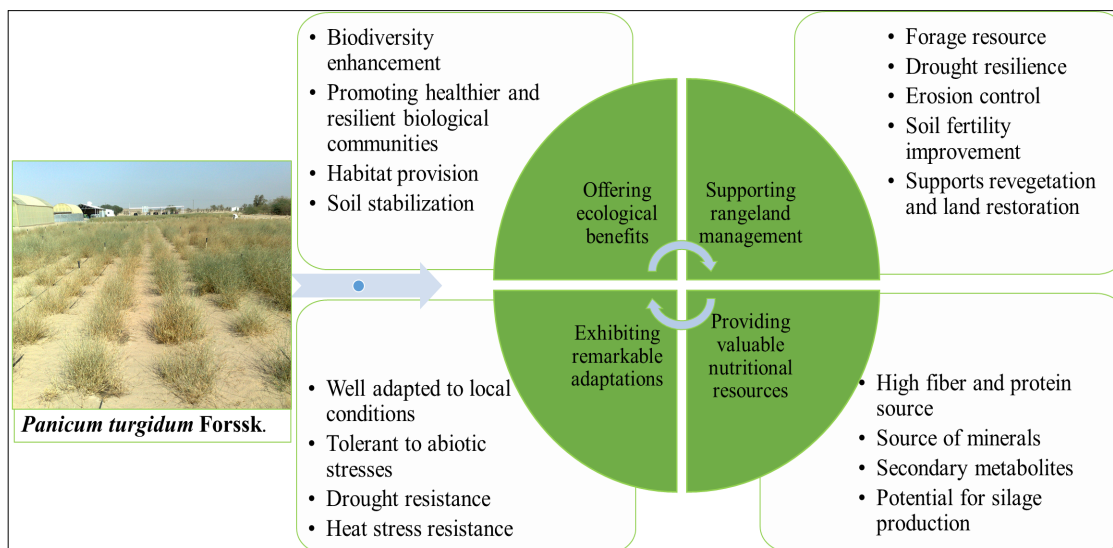 • Biodiversity
enhancement
• Promoting healthier and
resilient biological
communities
• Habitat provision
• Soil stabilization
• Forage resource
• Drought resilience
• Erosion control
• Soil fertility
improvement
• Supports revegetation
and land restoration
Offering
ecological
benefits
Supporting
rangeland
management
Exhibiting
remarkable
adaptations
Providing
valuable
nutritional
resources
Panicum turgidum Forssk.
• Well adapted to local
conditions
• Tolerant to abiotic
stresses
• Drought resistance
• Heat stress resistance
• High fiber and protein
source
• Source of minerals
• Secondary metabolites
• Potential for silage
production